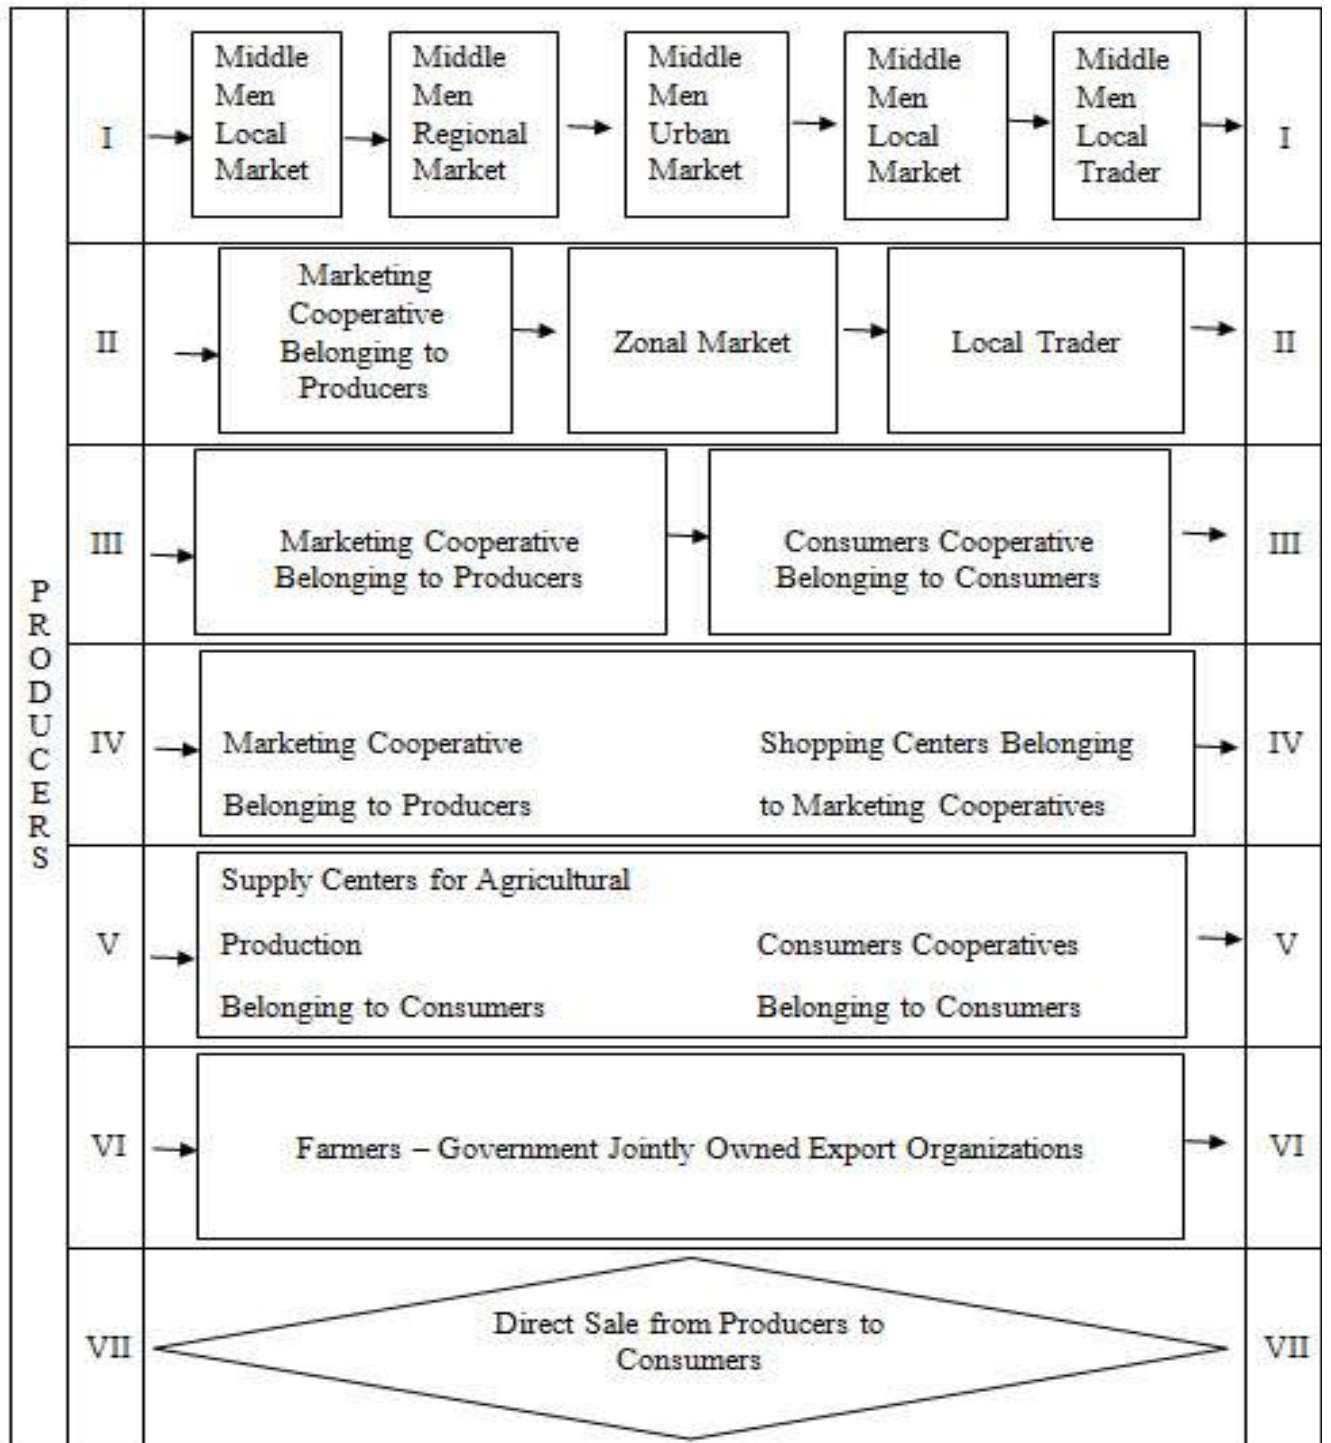 PRODUCERS
I
Middle
Men
Local
Market
Middle
Men
Regional
Market
Middle
Men
Urban
Market
Middle
Men
Local
Market
Middle
Men
Local
Trader
I
II
Marketing
Cooperative
Belonging to
Producers
Zonal Market
Local Trader
II
III
Marketing Cooperative
Belonging to Producers
Consumers Cooperative
Belonging to Consumers
III
IV
Marketing Cooperative
Belonging to Producers
Shopping Centers Belonging
to Marketing Cooperatives
IV
V
Supply Centers for Agricultural
Production
Belonging to Consumers
Consumers Cooperatives
Belonging to Consumers
V
VI
Farmers – Government Jointly Owned Export Organizations
VI
VII
Direct Sale from Producers to
Consumers
VII